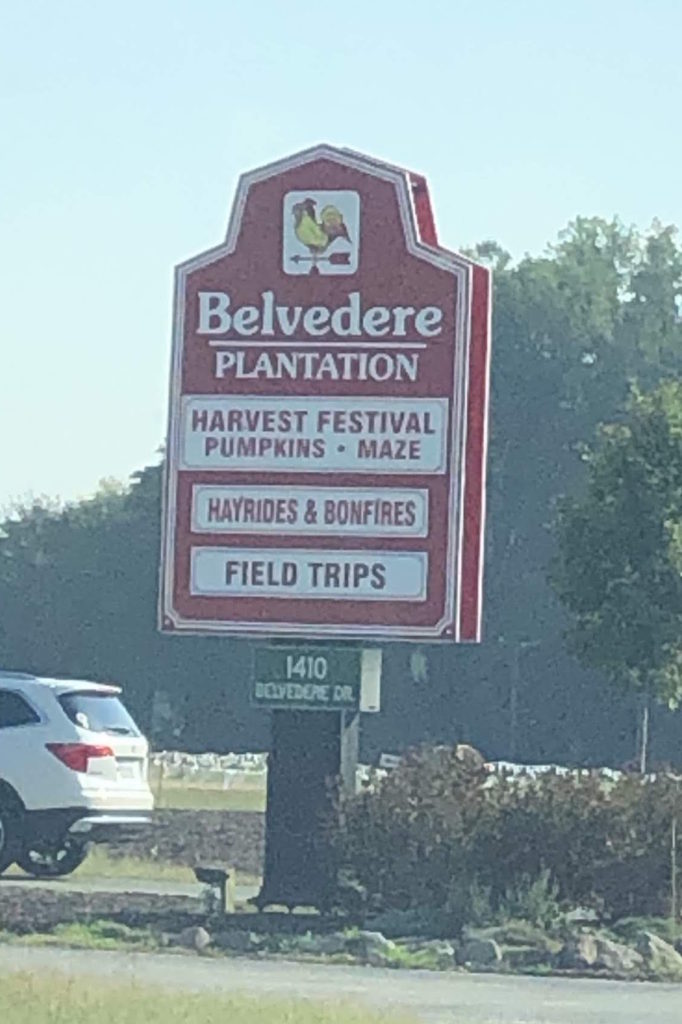 Belvedere
PLANTATION
HARVEST FESTIVAL
PUMPKINS • MAZE
HAYRIDES & BONFIRES
FIELD TRIPS
1410
BELVEDERE DR.